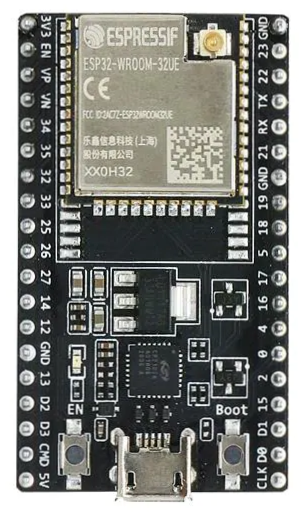 ESPRESSIF
ESP32-WROOM-32UE
CE
FCC ID:2AC7Z-ESP32WROOM32UE
乐鑫信息科技(上海)
股份有限公司
XX0H32
3V3
EN
VP
VN
34
35
32
33
25
26
27
14
12
GND
13
D2
D3
CMD
5V
GND
23
22
TX
RX
21
GND
19
18
5
17
16
4
0
2
15
D1
D0
CLK
EN
Boot